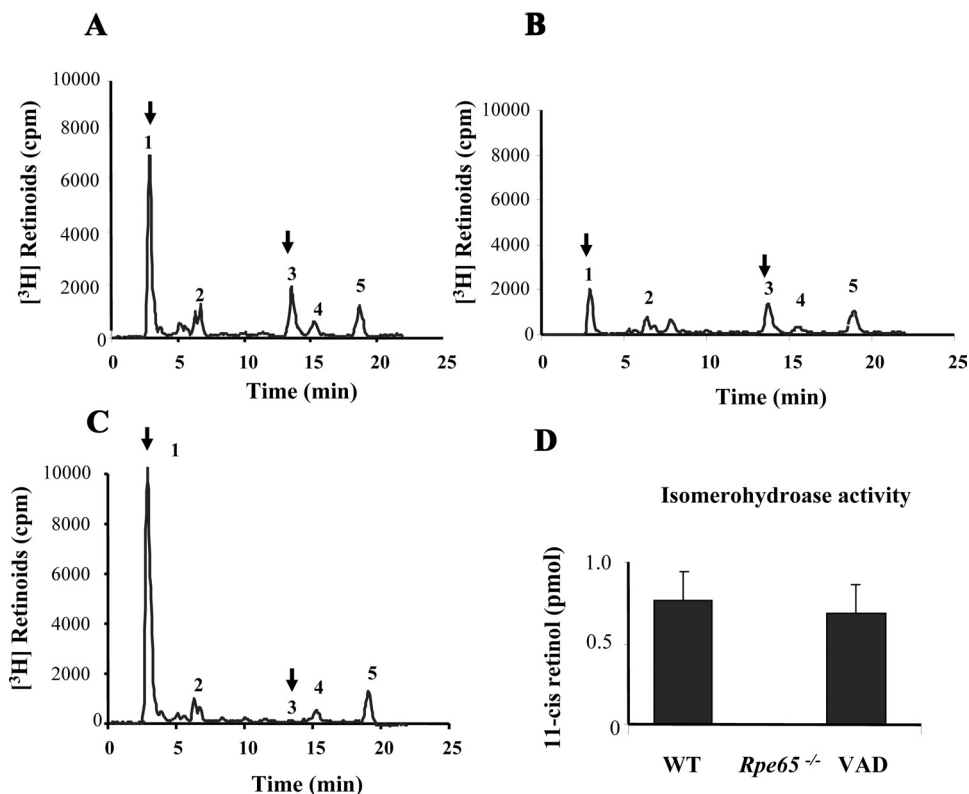 A
[³H] Retinoids (cpm)
10000
8000
6000
4000
2000
0
1
2
3
4
5
0 5 10 15 20 25
Time (min)
B
[³H] Retinoids (cpm)
10000
8000
6000
4000
2000
0
1
2
3
4
5
0 5 10 15 20 25
Time (min)
C
[³H] Retinoids (cpm)
10000
8000
6000
4000
2000
0
1
2
3
4
5
0 5 10 15 20 25
Time (min)
D
Isomerohydroase activity
11-cis retinol (pmol)
1.0
0.5
0
WT Rpe65 -/- VAD